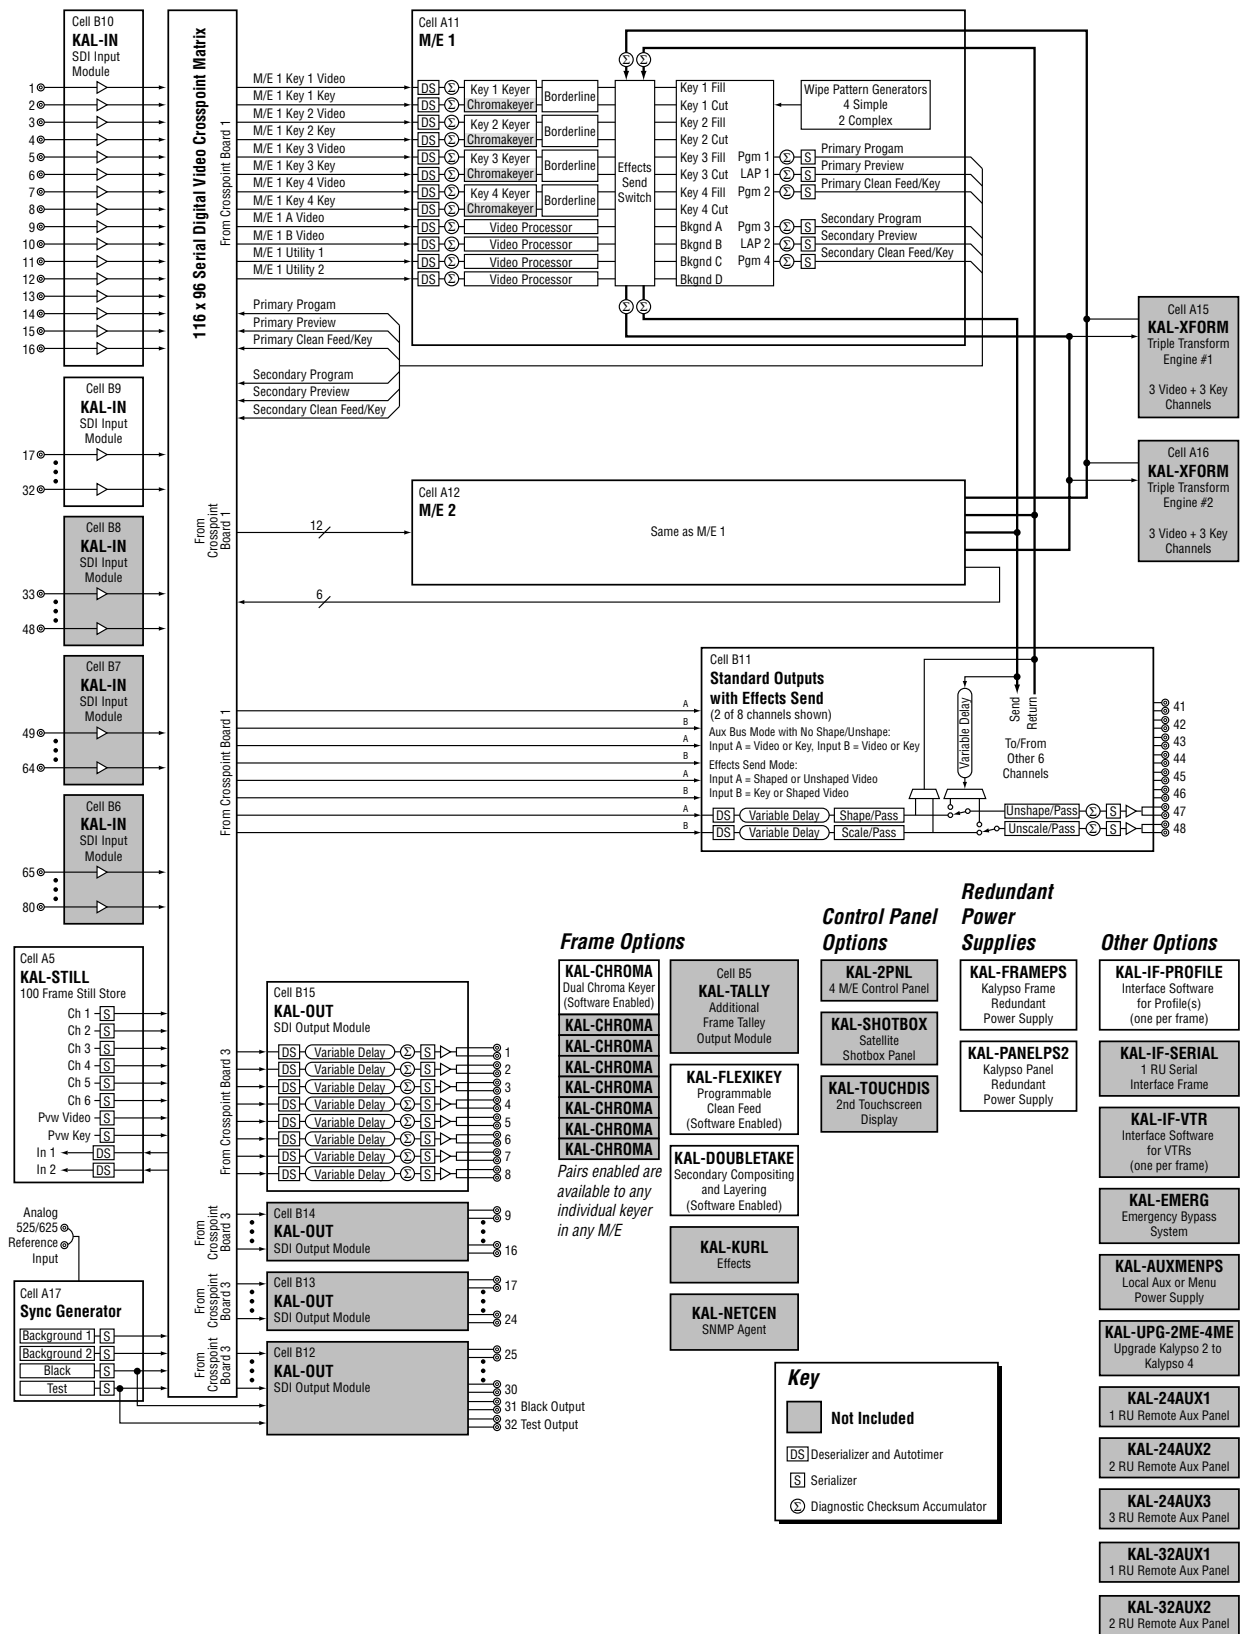 Cell B10
KAL-IN
SDI Input
Module
1
2
3
4
5
6
7
8
9
10
11
12
13
14
15
16
Cell B9
KAL-IN
SDI Input
Module
17
32
Cell B8
KAL-IN
SDI Input
Module
33
48
Cell B7
KAL-IN
SDI Input
Module
49
64
Cell B6
KAL-IN
SDI Input
Module
65
80
Cell A5
KAL-STILL
100 Frame Still Store
Ch 1 S
Ch 2 S
Ch 3 S
Ch 4 S
Ch 5 S
Ch 6 S
Pvw Video S
Pvw Key S
In 1 DS
In 2 DS
Analog
525/625
Reference
Input
Cell A17
Sync Generator
Background 1 S
Background 2 S
Black S
Test S
116 x 96 Serial Digital Video Crosspoint Matrix
From Crosspoint Board 1
M/E 1 Key 1 Video
M/E 1 Key 1 Key
M/E 1 Key 2 Video
M/E 1 Key 2 Key
M/E 1 Key 3 Video
M/E 1 Key 3 Key
M/E 1 Key 4 Video
M/E 1 Key 4 Key
M/E 1 A Video
M/E 1 B Video
M/E 1 Utility 1
M/E 1 Utility 2
Primary Progam
Primary Preview
Primary Clean Feed/Key
Secondary Program
Secondary Preview
Secondary Clean Feed/Key
Cell A11
M/E 1
DS Σ Key 1 Keyer
DS Σ Chromakeyer
Borderline
DS Σ Key 2 Keyer
DS Σ Chromakeyer
Borderline
DS Σ Key 3 Keyer
DS Σ Chromakeyer
Borderline
DS Σ Key 4 Keyer
DS Σ Chromakeyer
Borderline
DS Σ Video Processor
DS Σ Video Processor
DS Σ Video Processor
DS Σ Video Processor
Σ Σ
Effects
Send
Switch
Σ Σ
Key 1 Fill
Key 1 Cut
Key 2 Fill
Key 2 Cut
Key 3 Fill
Key 3 Cut
Key 4 Fill
Key 4 Cut
Bkgnd A
Bkgnd B
Bkgnd C
Bkgnd D
Wipe Pattern Generators
4 Simple
2 Complex
Pgm 1 Σ S Primary Progam
LAP 1 Σ S Primary Preview
Pgm 2 Σ S Primary Clean Feed/Key
Pgm 3 Σ S Secondary Program
LAP 2 Σ S Secondary Preview
Pgm 4 Σ S Secondary Clean Feed/Key
Cell A15
KAL-XFORM
Triple Transform
Engine #1
3 Video + 3 Key
Channels
Cell A16
KAL-XFORM
Triple Transform
Engine #2
3 Video + 3 Key
Channels
From
Crosspoint
Board 1
12
6
Cell A12
M/E 2
Same as M/E 1
From Crosspoint Board 1
A
B
A
B
A
B
A
B
Cell B11
Standard Outputs
with Effects Send
(2 of 8 channels shown)
Aux Bus Mode with No Shape/Unshape:
Input A = Video or Key, Input B = Video or Key
Effects Send Mode:
Input A = Shaped or Unshaped Video
Input B = Key or Shaped Video
DS Variable Delay Shape/Pass
DS Variable Delay Scale/Pass
Variable Delay
Send
Return
To/From
Other 6
Channels
Unshape/Pass Σ S
Unscale/Pass Σ S
41
42
43
44
45
46
47
48
From Crosspoint Board 3
Cell B15
KAL-OUT
SDI Output Module
DS Variable Delay Σ S 1
DS Variable Delay Σ S 2
DS Variable Delay Σ S 3
DS Variable Delay Σ S 4
DS Variable Delay Σ S 5
DS Variable Delay Σ S 6
DS Variable Delay Σ S 7
DS Variable Delay Σ S 8
From
Crosspoint
Board 3
Cell B14
KAL-OUT
SDI Output Module
9
16
From
Crosspoint
Board 3
Cell B13
KAL-OUT
SDI Output Module
17
24
From
Crosspoint
Board 3
Cell B12
KAL-OUT
SDI Output Module
25
30
31 Black Output
32 Test Output
Frame Options
KAL-CHROMA
Dual Chroma Keyer
(Software Enabled)
KAL-CHROMA
KAL-CHROMA
KAL-CHROMA
KAL-CHROMA
KAL-CHROMA
KAL-CHROMA
KAL-CHROMA
Pairs enabled are
available to any
individual keyer
in any M/E
Cell B5
KAL-TALLY
Additional
Frame Talley
Output Module
KAL-FLEXIKEY
Programmable
Clean Feed
(Software Enabled)
KAL-DOUBLETAKE
Secondary Compositing
and Layering
(Software Enabled)
KAL-KURL
Effects
KAL-NETCEN
SNMP Agent
Control Panel
Options
KAL-2PNL
4 M/E Control Panel
KAL-SHOTBOX
Satellite
Shotbox Panel
KAL-TOUCHDIS
2nd Touchscreen
Display
Redundant
Power
Supplies
KAL-FRAMEPS
Kalypso Frame
Redundant
Power Supply
KAL-PANELPS2
Kalypso Panel
Redundant
Power Supply
Other Options
KAL-IF-PROFILE
Interface Software
for Profile(s)
(one per frame)
KAL-IF-SERIAL
1 RU Serial
Interface Frame
KAL-IF-VTR
Interface Software
for VTRs
(one per frame)
KAL-EMERG
Emergency Bypass
System
KAL-AUXMENPS
Local Aux or Menu
Power Supply
KAL-UPG-2ME-4ME
Upgrade Kalypso 2 to
Kalypso 4
KAL-24AUX1
1 RU Remote Aux Panel
KAL-24AUX2
2 RU Remote Aux Panel
KAL-24AUX3
3 RU Remote Aux Panel
KAL-32AUX1
1 RU Remote Aux Panel
KAL-32AUX2
2 RU Remote Aux Panel
Key
Not Included
DS Deserializer and Autotimer
S Serializer
Σ Diagnostic Checksum Accumulator